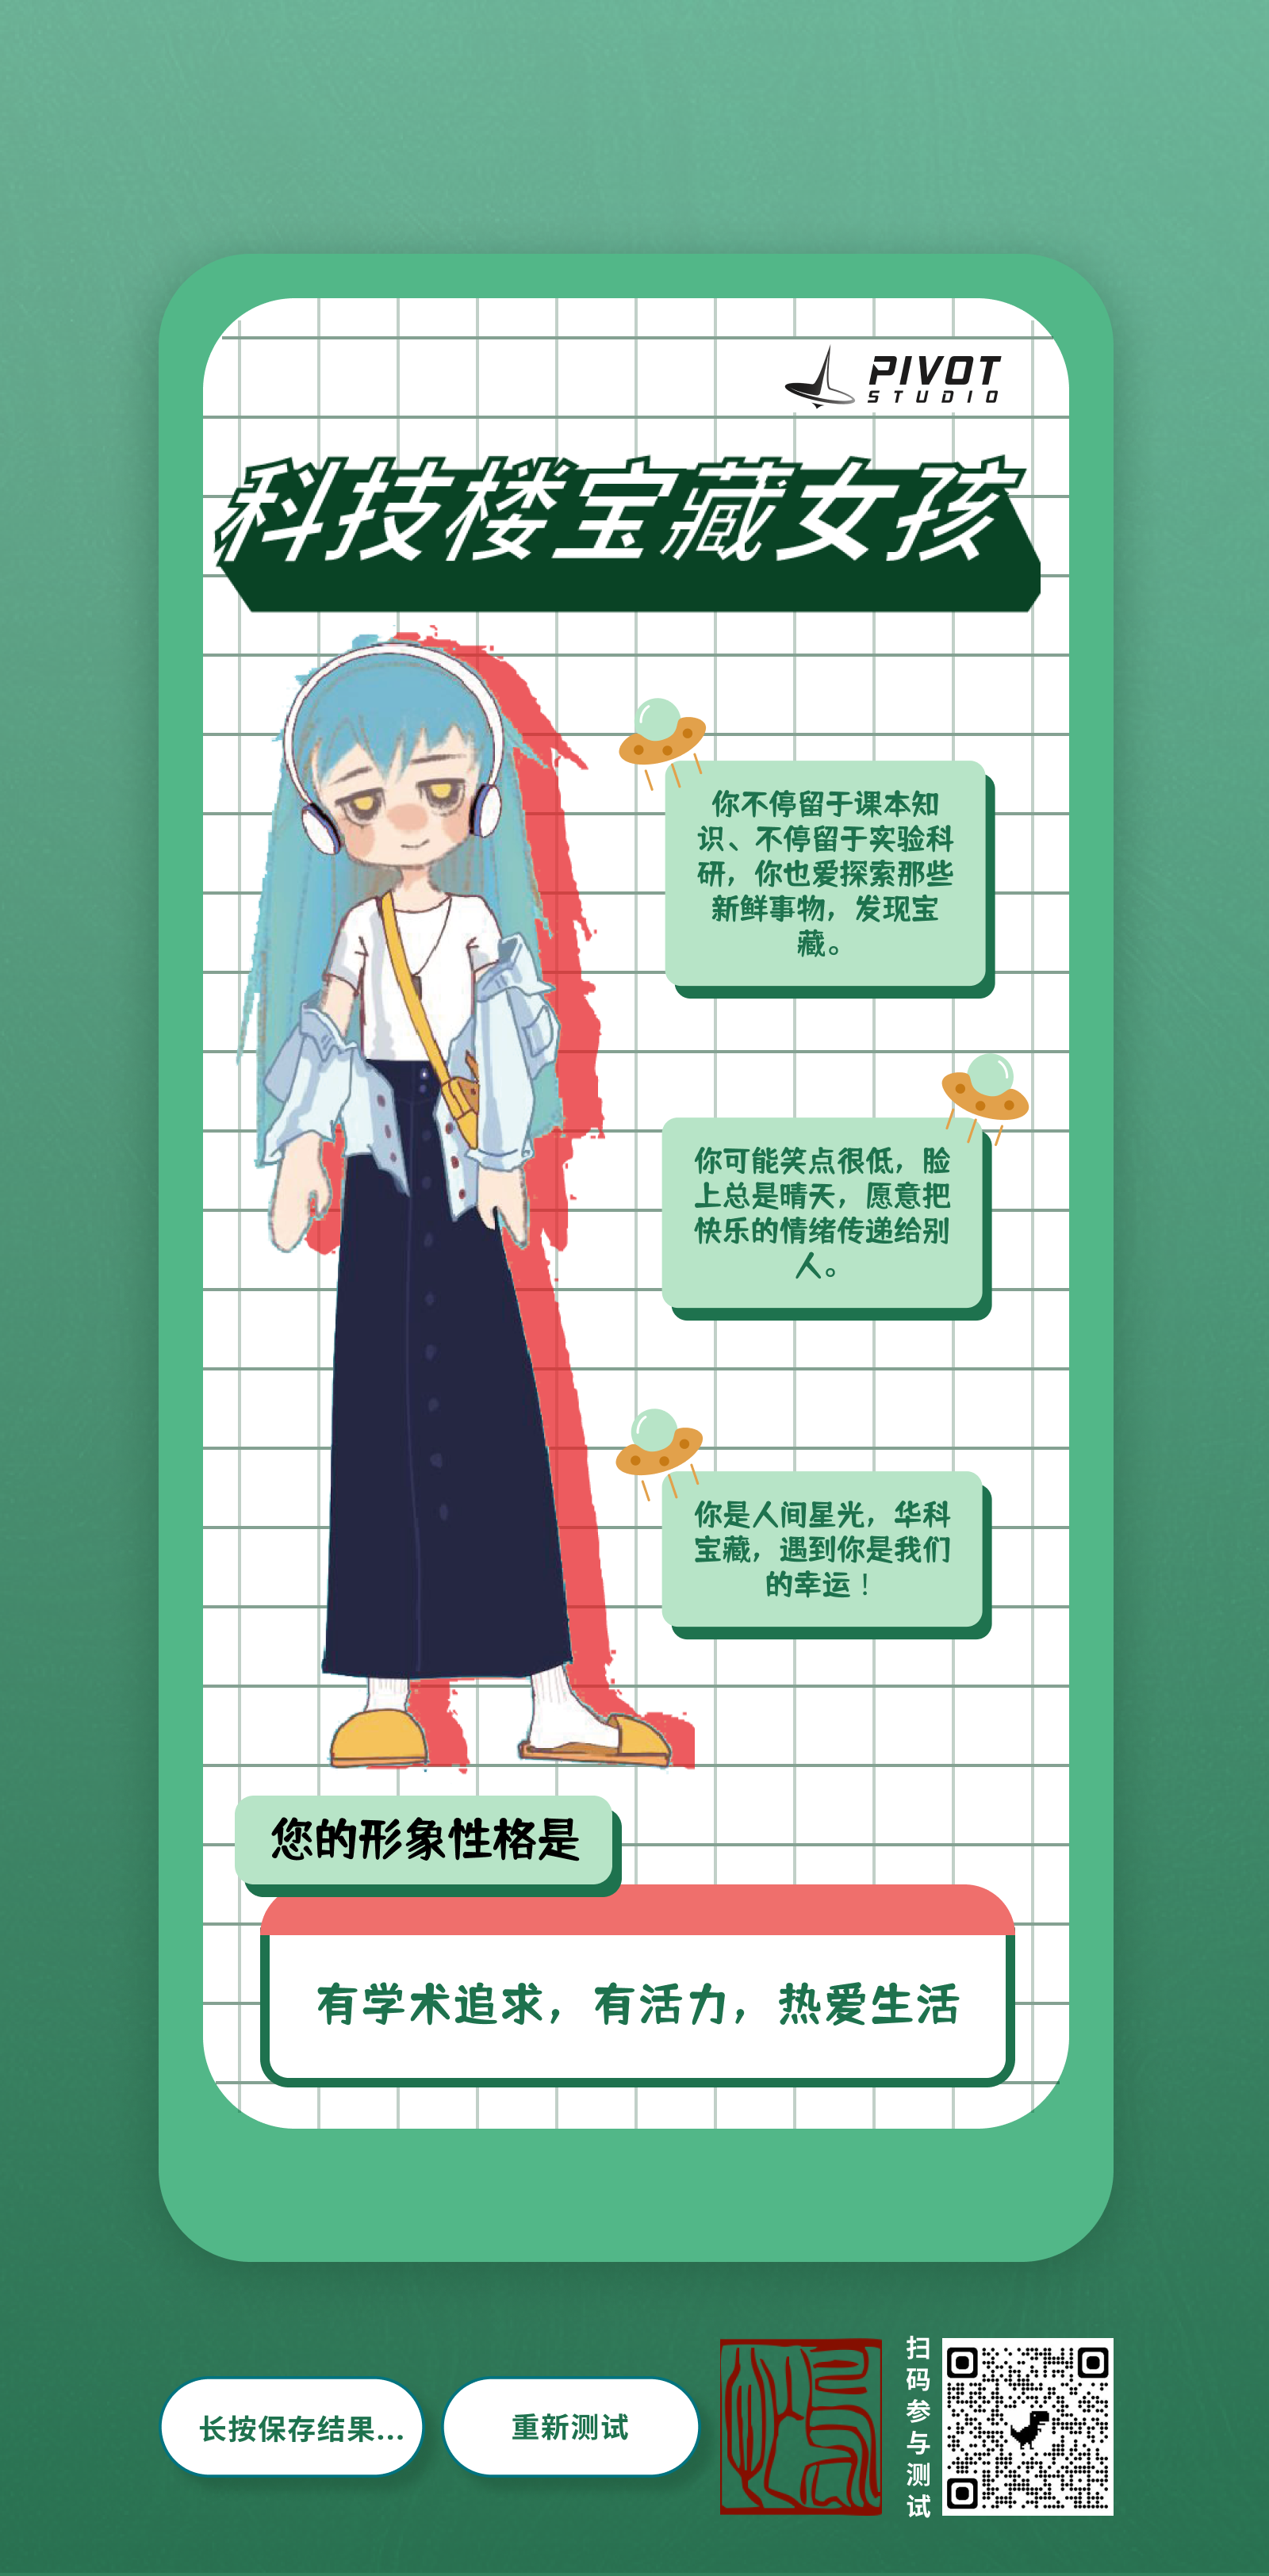 PIVOT
STUDIO
科技楼宝藏女孩
你不停留于课本知
识、不停留于实验科
研，你也爱探索那些
新鲜事物，发现宝
藏。
你可能笑点很低，脸
上总是晴天，愿意把
快乐的情绪传递给别
人。
你是人间星光，华科
宝藏，遇到你是我们
的幸运！
您的形象性格是
有学术追求，有活力，热爱生活
长按保存结果...
重新测试
扫码参与测试